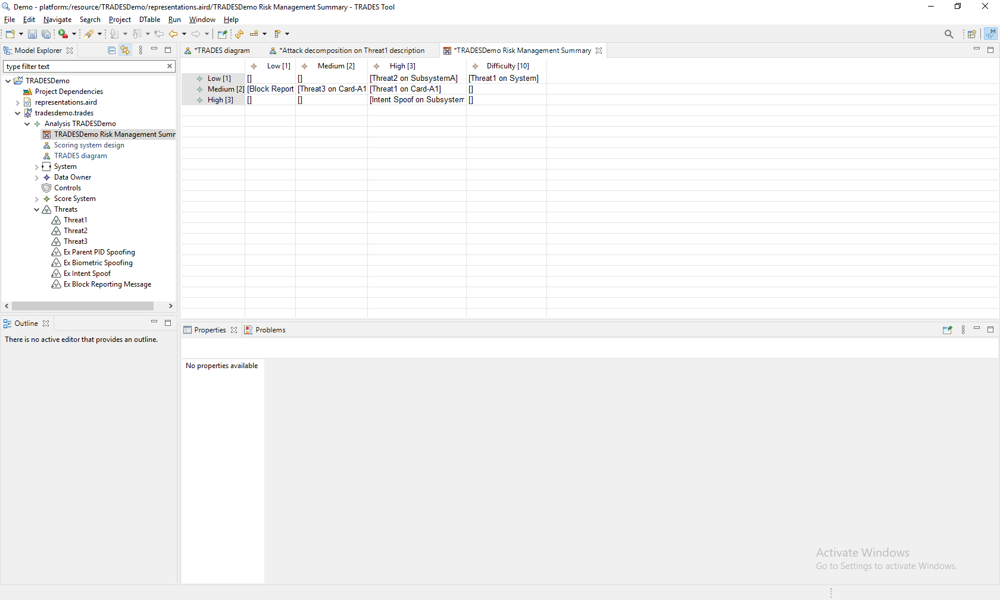 Demo - platform:/resource/TRADESDemo/representations.aird/TRADESDemo Risk Management Summary - TRADES Tool
File Edit Navigate Search Project DTable Run Window Help
Model Explorer
type filter text
TRADESDemo
Project Dependencies
representations.aird
tradesdemo.trades
Analysis TRADESDemo
TRADESDemo Risk Management Sumr
Scoring system design
TRADES diagram
System
Data Owner
Controls
Score System
Threats
Threat1
Threat2
Threat3
Ex Parent PID Spoofing
Ex Biometric Spoofing
Ex Intent Spoof
Ex Block Reporting Message
Outline
There is no active editor that provides an outline.
*TRADES diagram *Attack decomposition on Threat1 description *TRADESDemo Risk Management Summary
Low [1] Medium [2] High [3] Difficulty [10]
Low [1] [] [] [Threat2 on SubsystemA] [Threat1 on System]
Medium [2] [Block Report [Threat3 on Card-A1 [Threat1 on Card-A1] []
High [3] [] [] [Intent Spoof on Subsystem []
Properties Problems
No properties available
Activate Windows
Go to Settings to activate Windows.